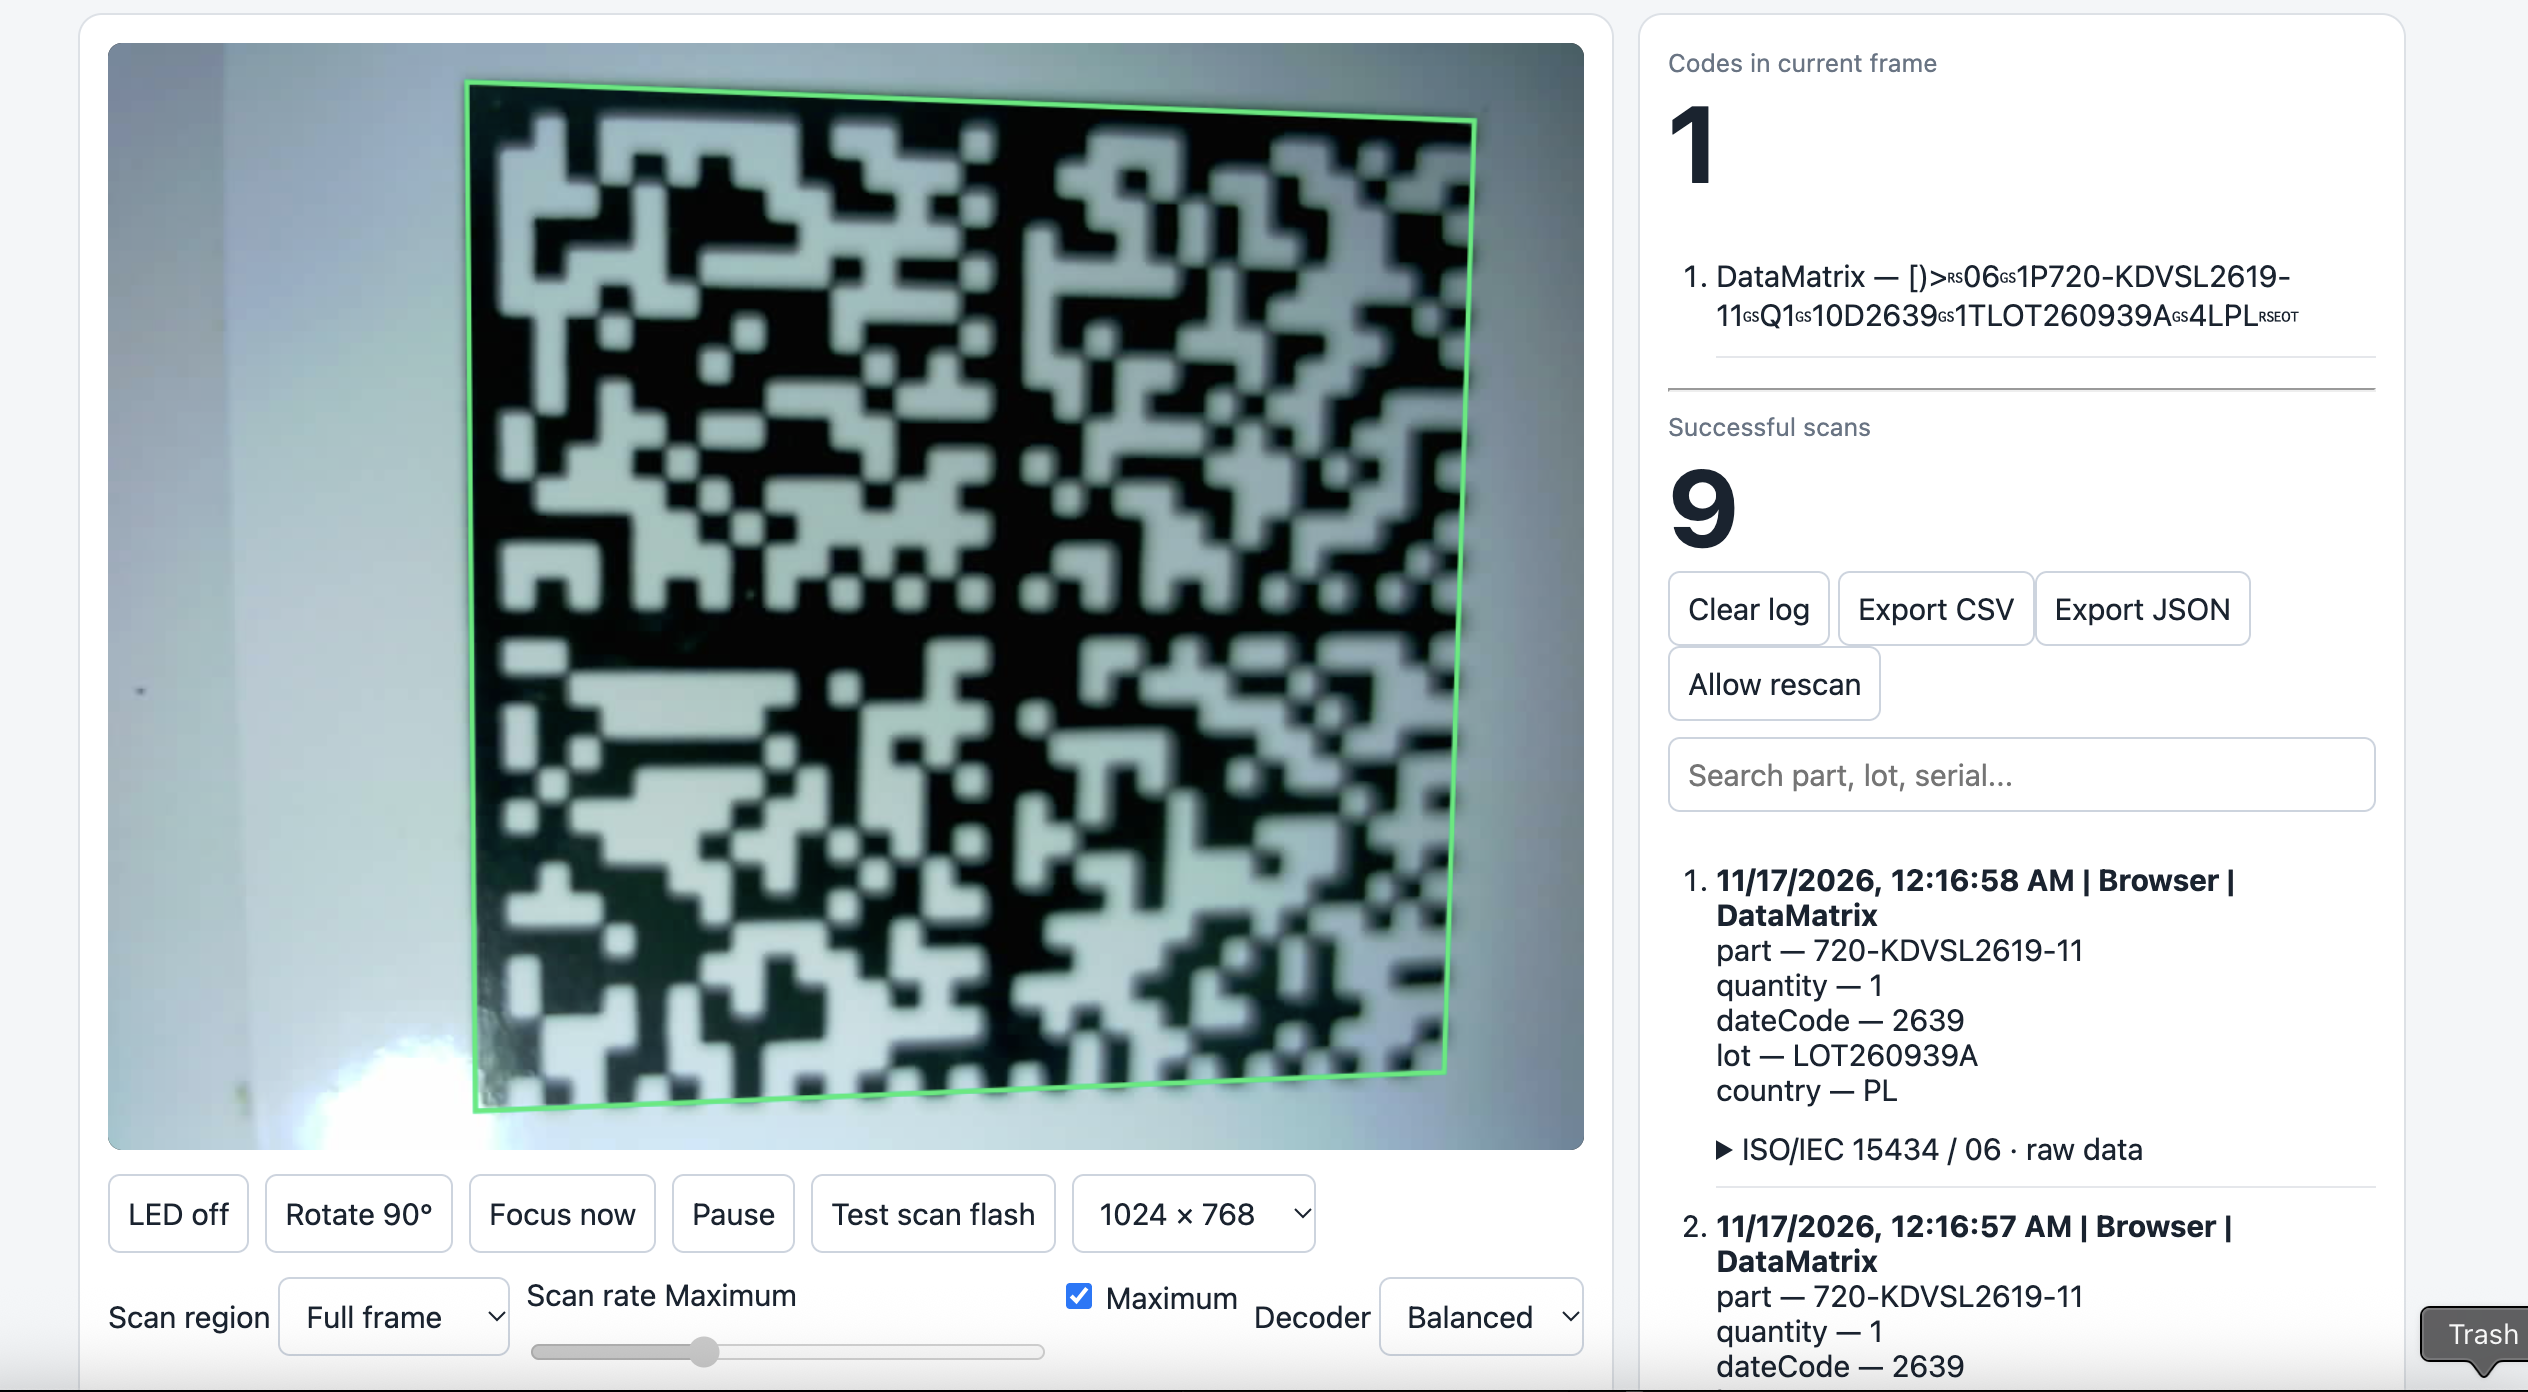 Codes in current frame
1
1. DataMatrix — [)>RS06GS1P720-KDVSL2619-
11GSQ1GS10D2639GS1TLOT260939AGS4LPLRSEOT
Successful scans
9
Clear log
Export CSV
Export JSON
Allow rescan
Search part, lot, serial...
1. 11/17/2026, 12:16:58 AM | Browser |
DataMatrix
part — 720-KDVSL2619-11
quantity — 1
dateCode — 2639
lot — LOT260939A
country — PL
▶ ISO/IEC 15434 / 06 · raw data
2. 11/17/2026, 12:16:57 AM | Browser |
DataMatrix
part — 720-KDVSL2619-11
quantity — 1
dateCode — 2639
LED off
Rotate 90°
Focus now
Pause
Test scan flash
1024 × 768
Scan region
Full frame
Scan rate Maximum
Maximum
Decoder
Balanced
Trash